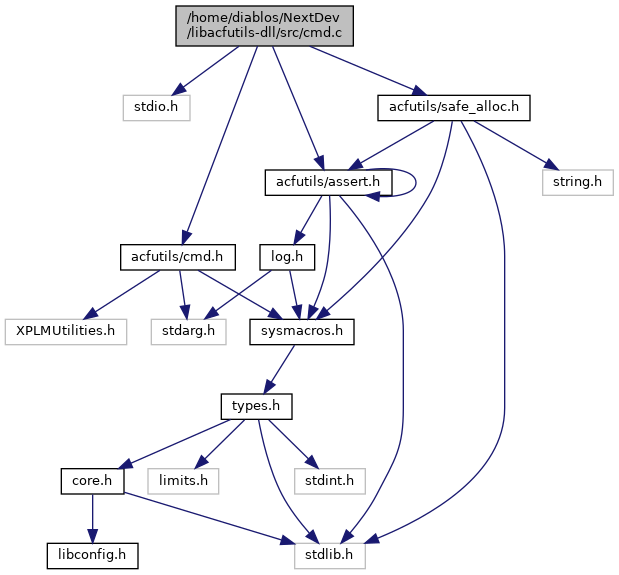 /home/diablos/NextDev
/libacfutils-dll/src/cmd.c
stdio.h
acfutils/safe_alloc.h
acfutils/assert.h
string.h
acfutils/cmd.h
log.h
XPLMUtilities.h
stdarg.h
sysmacros.h
types.h
core.h
limits.h
stdint.h
libconfig.h
stdlib.h